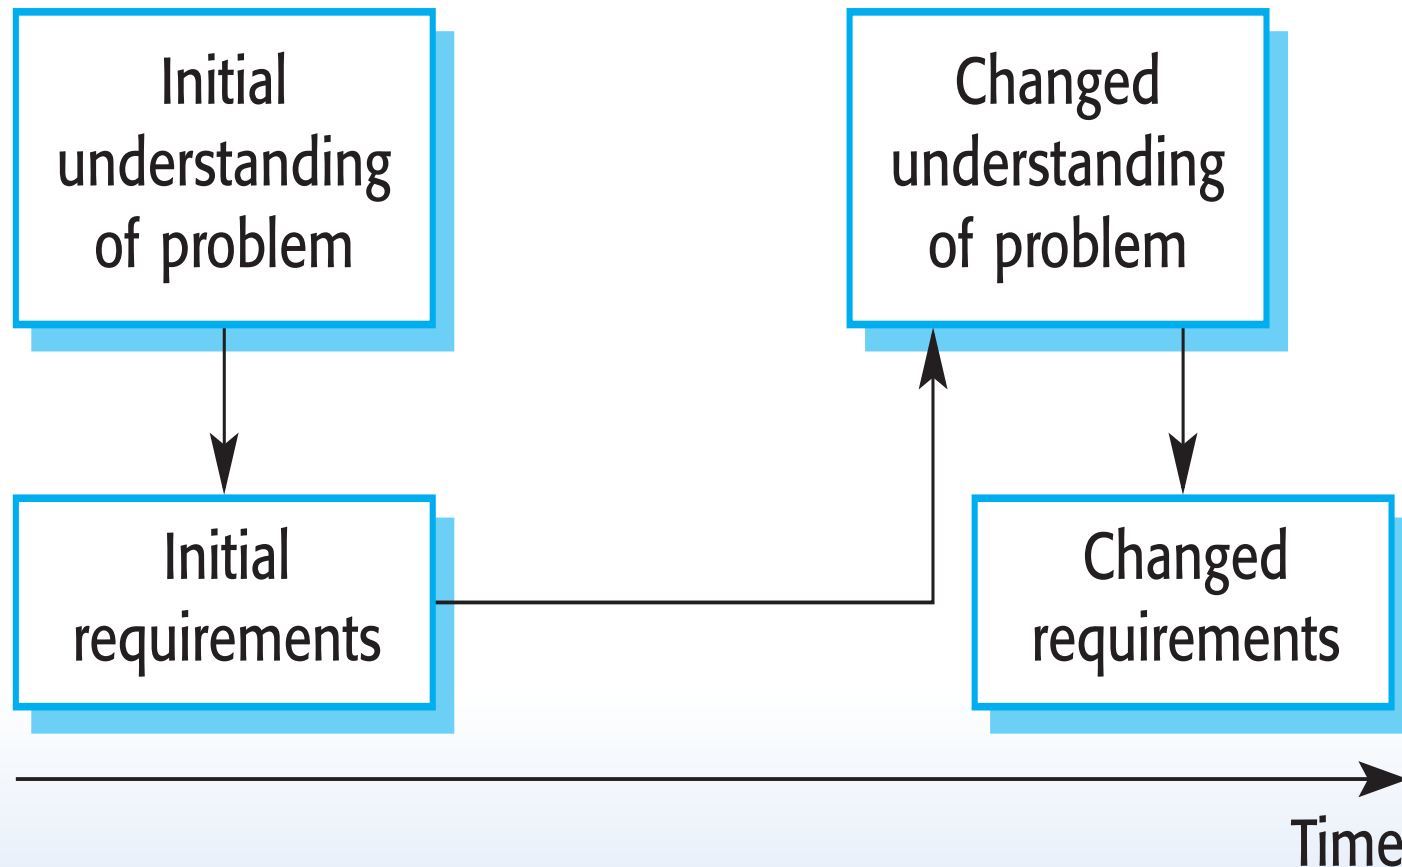 Initial
understanding
of problem
Changed
understanding
of problem
Initial
requirements
Changed
requirements
Time